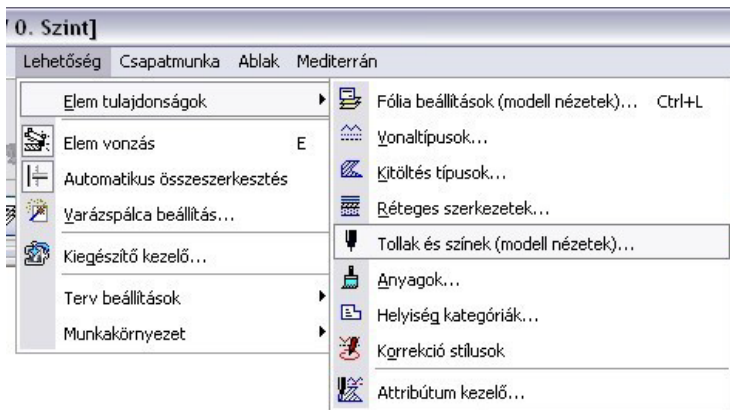 0. Szint]
Lehetőség Csapatmunka Ablak Mediterrán
Elem tulajdonságok
Elem vonzás E
Automatikus összeszerkesztés
Varázspálca beállítás...
Kiegészítő kezelő...
Terv beállítások
Munkakörnyezet
Fólia beállítások (modell nézetek)... Ctrl+L
Vonaltípusok...
Kitöltés típusok...
Réteges szerkezetek...
Tollak és színek (modell nézetek)...
Anyagok...
Helyiség kategóriák...
Korrekció stílusok
Attribútum kezelő...